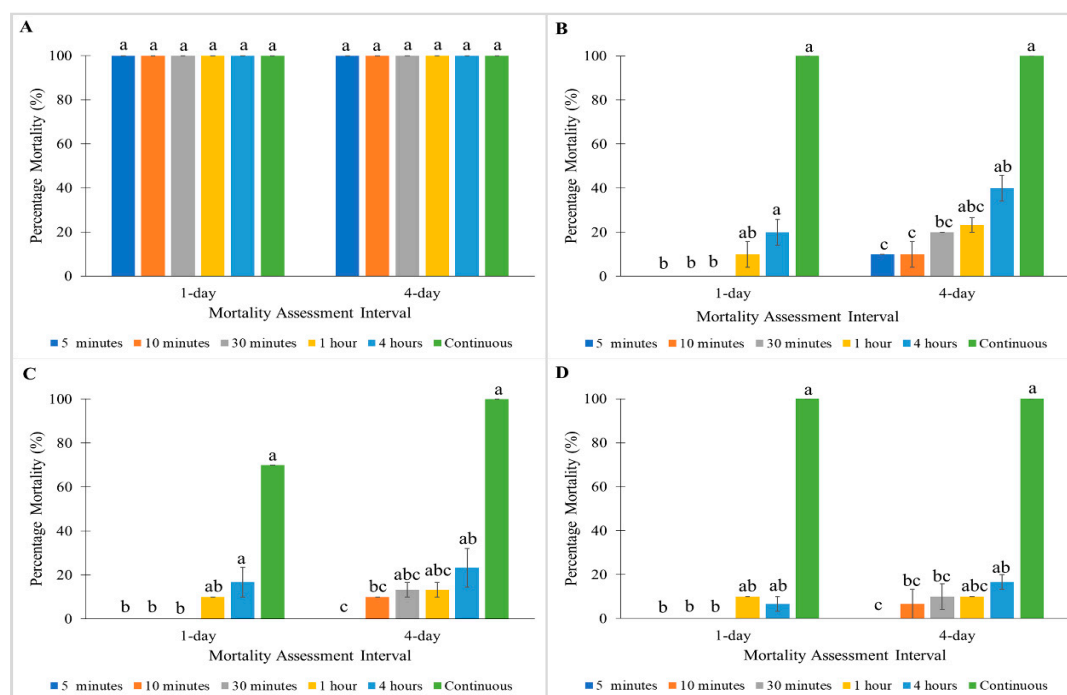 A
a a a a a a a a a a a a
100
80
60
40
20
0
Percentage Mortality (%)
1-day 4-day
Mortality Assessment Interval
5 minutes 10 minutes 30 minutes 1 hour 4 hours Continuous
B
a a
100
80
60
40
20
0
Percentage Mortality (%)
b b b ab a c c bc abc ab
1-day 4-day
Mortality Assessment Interval
5 minutes 10 minutes 30 minutes 1 hour 4 hours Continuous
C
a
100
80
60
40
20
0
Percentage Mortality (%)
b b b ab a a c bc abc abc ab
1-day 4-day
Mortality Assessment Interval
5 minutes 10 minutes 30 minutes 1 hour 4 hours Continuous
D
a a
100
80
60
40
20
0
Percentage Mortality (%)
b b b ab ab c bc bc abc ab
1-day 4-day
Mortality Assessment Interval
5 minutes 10 minutes 30 minutes 1 hour 4 hours Continuous